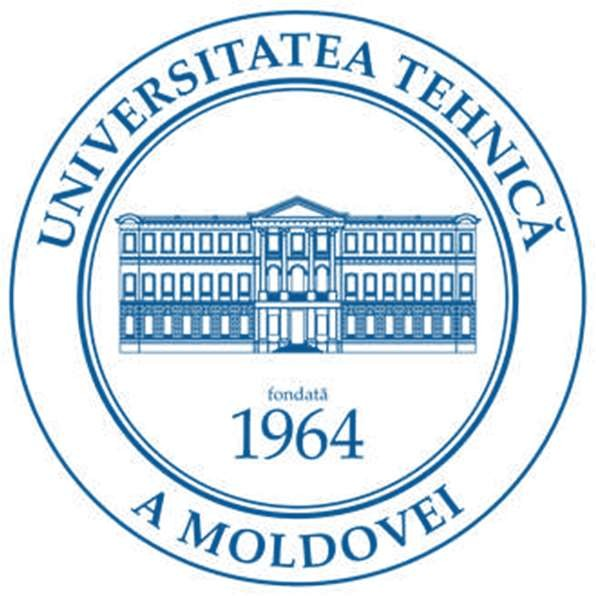 UNIVERSITATEA TEHNICĂ
fondată
1964
A MOLDOVEI